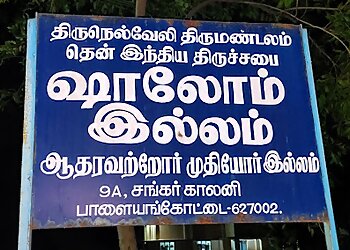 திருநெல்வேலி திருமண்டலம்
தென் இந்திய திருச்சபை
ஷாலோம்
இல்லம்
ஆதரவற்றோர் முதியோர் இல்லம்
9A, சங்கர் காலனி
பாளையங்கோட்டை-627002.